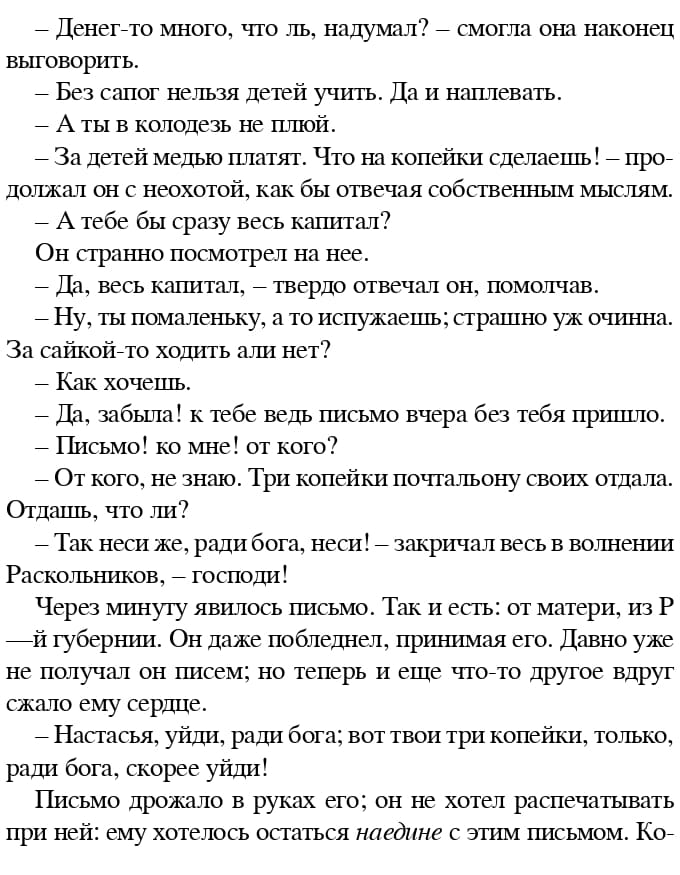 – Денег-то много, что ль, надумал? – смогла она наконец
выговорить.
– Без сапог нельзя детей учить. Да и наплевать.
– А ты в колодезь не плюй.
– За детей медью платят. Что на копейки сделаешь! – про-
должал он с неохотой, как бы отвечая собственным мыслям.
– А тебе бы сразу весь капитал?
Он странно посмотрел на нее.
– Да, весь капитал, – твердо отвечал он, помолчав.
– Ну, ты помаленьку, а то испужаешь; страшно уж очинна.
За сайкой-то ходить али нет?
– Как хочешь.
– Да, забыла! к тебе ведь письмо вчера без тебя пришло.
– Письмо! ко мне! от кого?
– От кого, не знаю. Три копейки почтальону своих отдала.
Отдашь, что ли?
– Так неси же, ради бога, неси! – закричал весь в волнении
Раскольников, – господи!
Через минуту явилось письмо. Так и есть: от матери, из Р
—й губернии. Он даже побледнел, принимая его. Давно уже
не получал он писем; но теперь и еще что-то другое вдруг
сжало ему сердце.
– Настасья, уйди, ради бога; вот твои три копейки, только,
ради бога, скорее уйди!
Письмо дрожало в руках его; он не хотел распечатывать
при ней: ему хотелось остаться наедине с этим письмом. Ко-